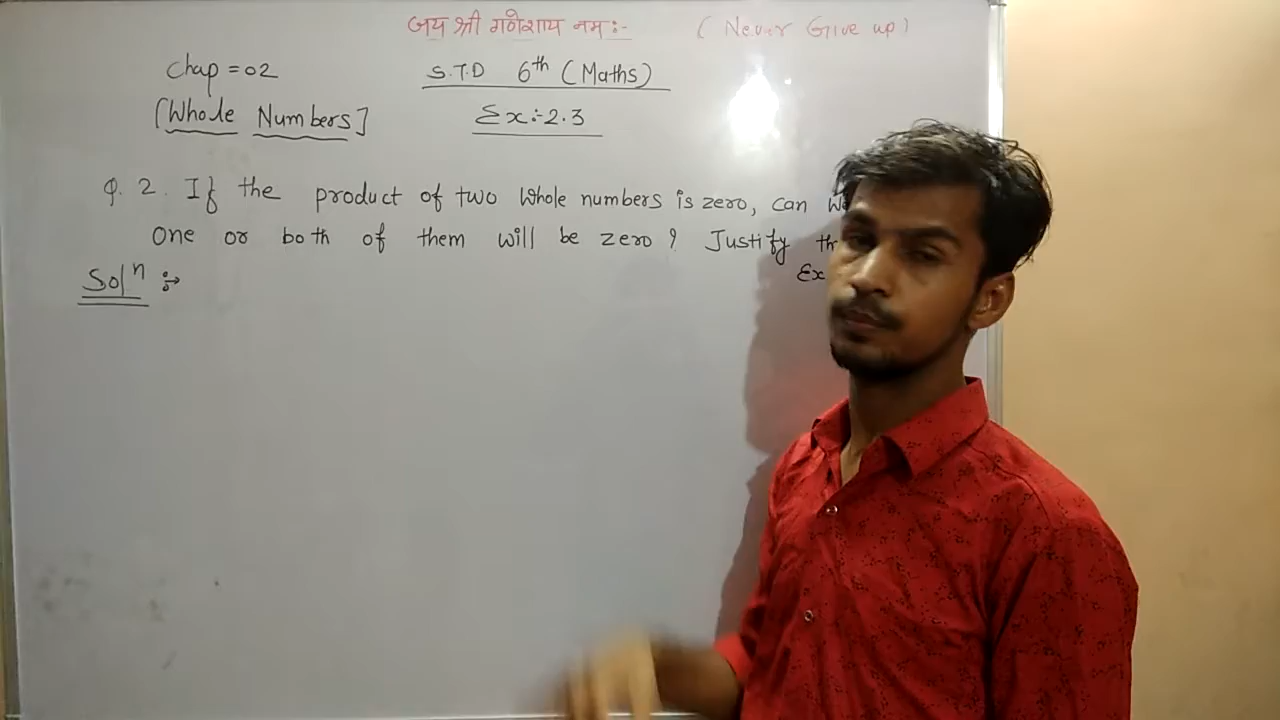 जय श्री गणेशाय नमः:- ( Never Give up )
Chap = 02 S.T.D 6th (Maths)
[Whole Numbers] Ex:- 2.3
Q. 2. If the product of two whole numbers is zero, can we
one or both of them will be zero? Justify th
Ex
Solⁿ :→